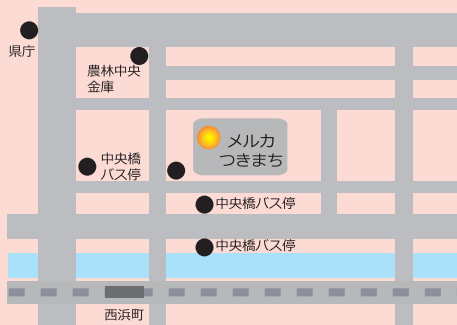 県庁
農林中央
金庫
メルカ
つきまち
中央橋
バス停
中央橋バス停
中央橋バス停
西浜町